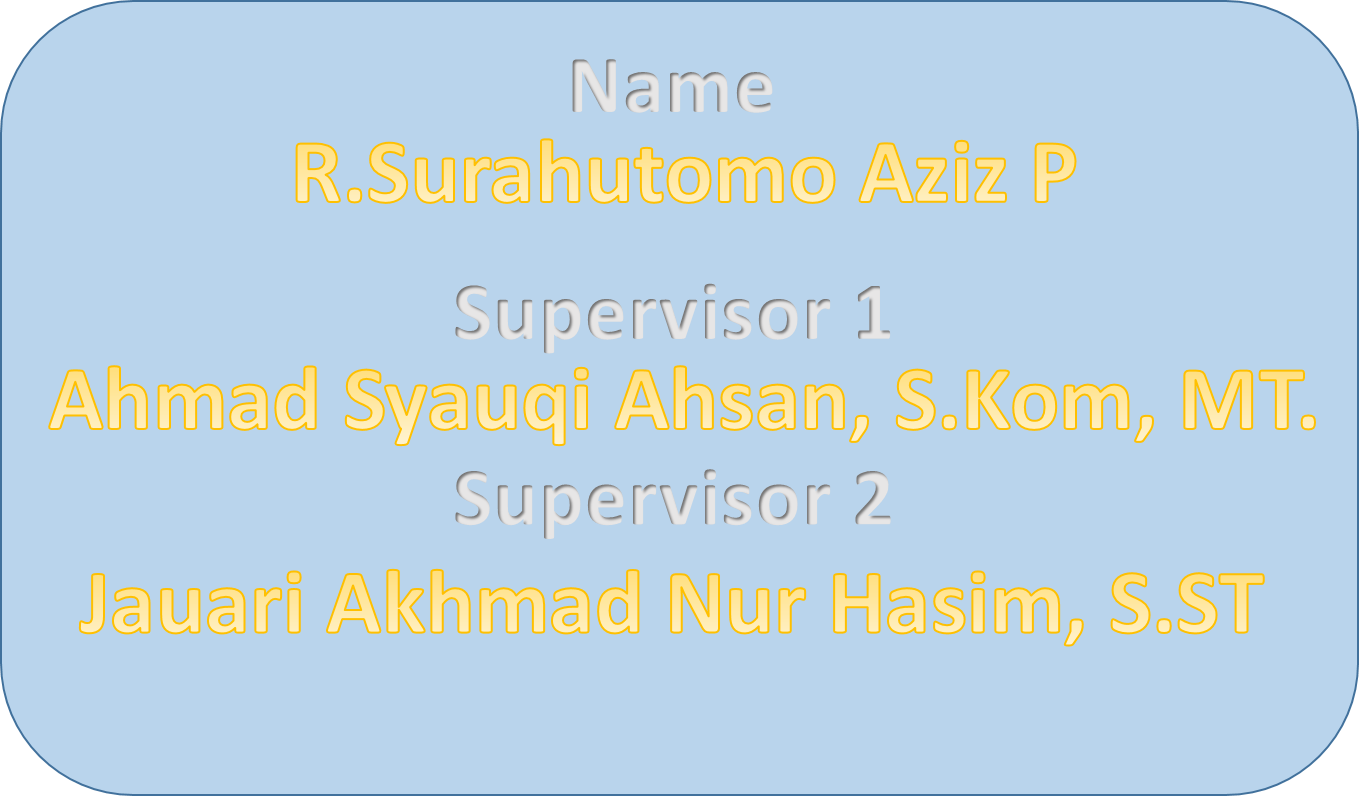 Name
R.Surahutomo Aziz P
Supervisor 1
Ahmad Syauqi Ahsan, S.Kom, MT.
Supervisor 2
Jauari Akhmad Nur Hasim, S.ST